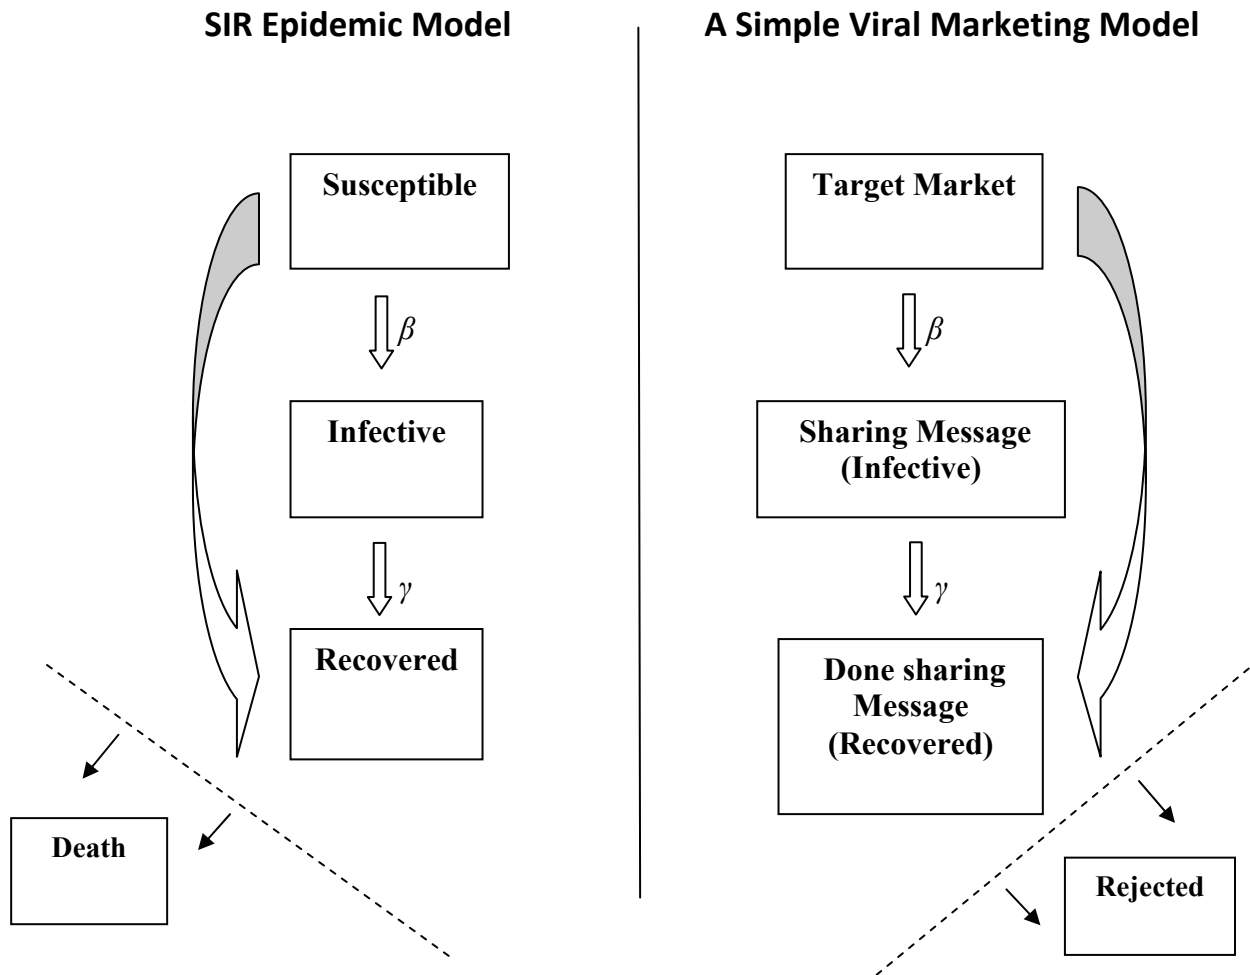 SIR Epidemic Model
Susceptible
β
Infective
γ
Recovered
Death
A Simple Viral Marketing Model
Target Market
β
Sharing Message
(Infective)
γ
Done sharing
Message
(Recovered)
Rejected